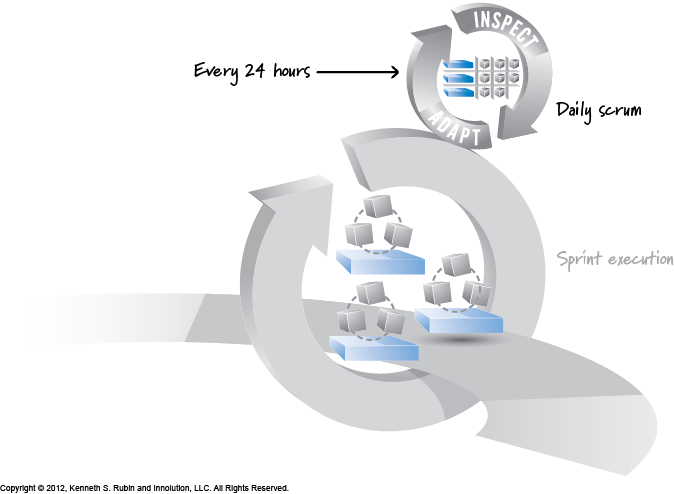 INSPECT
Every 24 hours
ADAPT
Daily scrum
Sprint execution
Copyright © 2012, Kenneth S. Rubin and Innolution, LLC. All Rights Reserved.